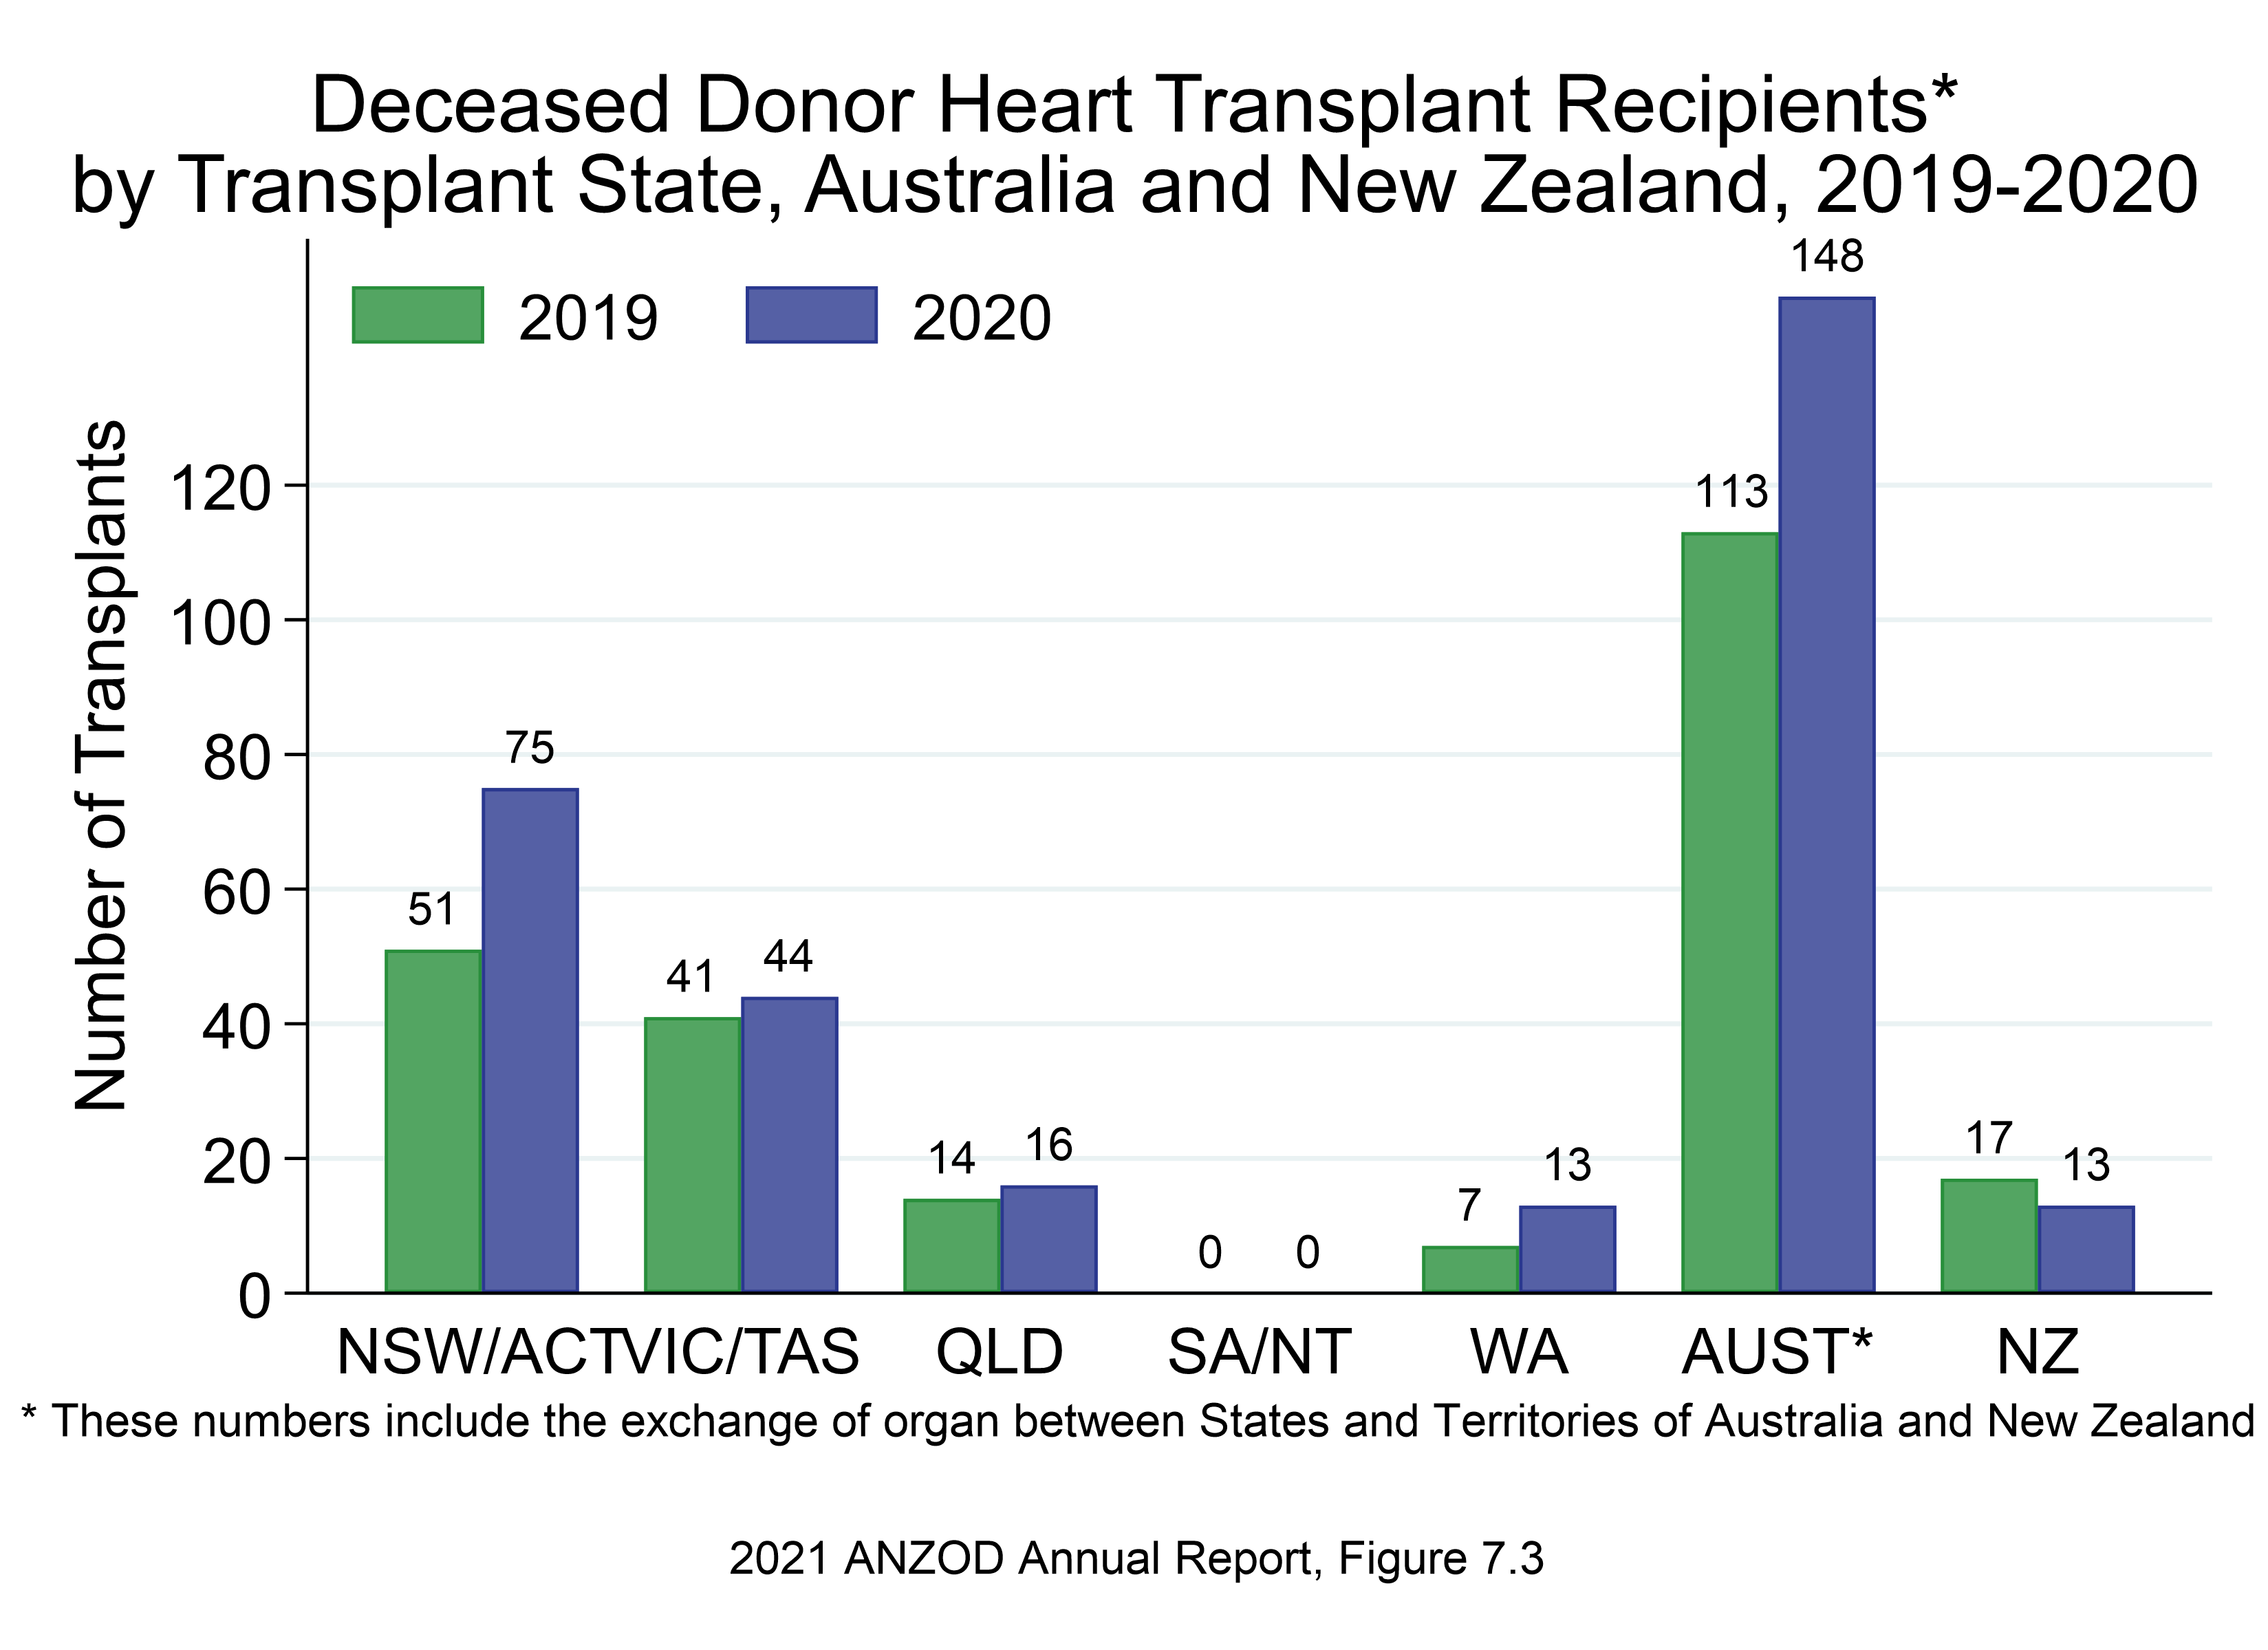 Deceased Donor Heart Transplant Recipients*
by Transplant State, Australia and New Zealand, 2019-2020
2019
2020
Number of Transplants
120
100
80
60
40
20
0
51
75
41
44
14
16
0
0
7
13
113
148
17
13
NSW/ACT
VIC/TAS
QLD
SA/NT
WA
AUST*
NZ
* These numbers include the exchange of organ between States and Territories of Australia and New Zealand
2021 ANZOD Annual Report, Figure 7.3